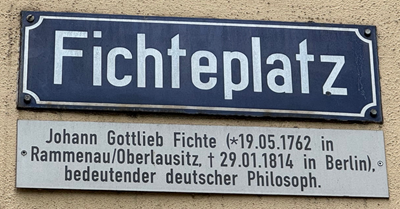 Fichteplatz
Johann Gottlieb Fichte (*19.05.1762 in
Rammenau/Oberlausitz, † 29.01.1814 in Berlin),
bedeutender deutscher Philosoph.